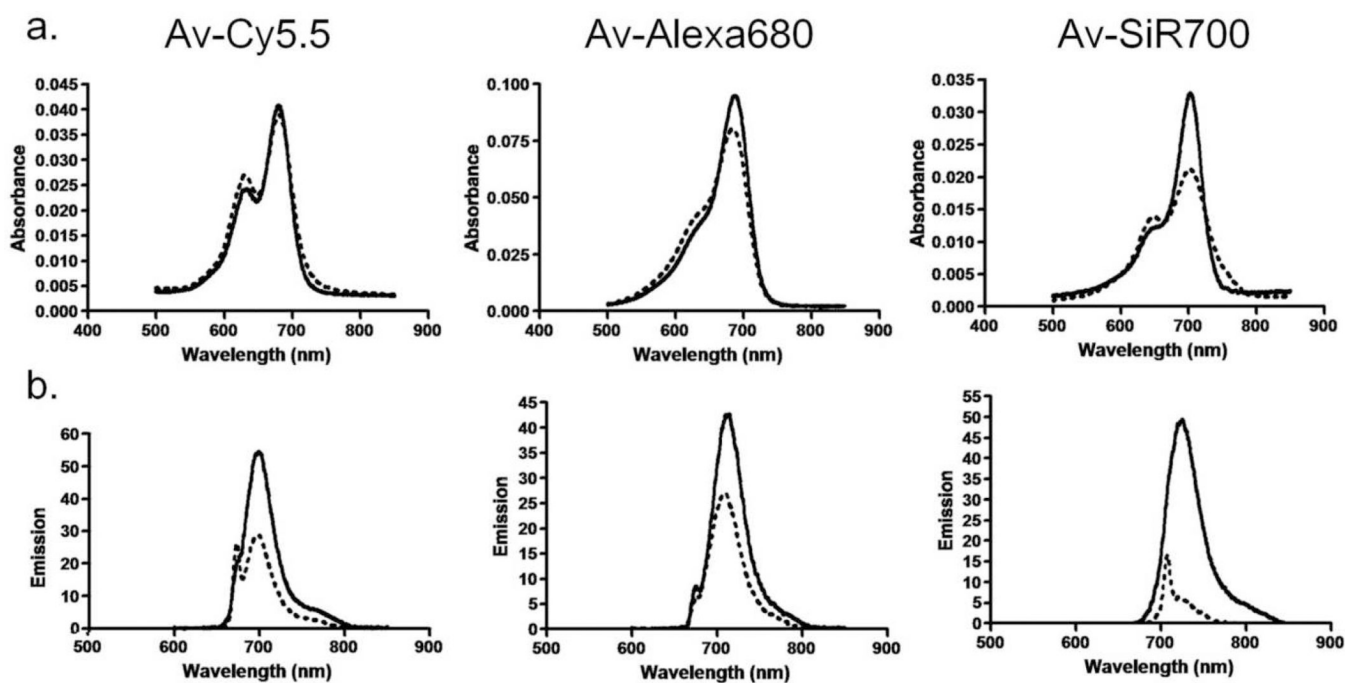 a.
Av-Cy5.5
Av-Alexa680
Av-SiR700
Absorbance
0.045
0.040
0.035
0.030
0.025
0.020
0.015
0.010
0.005
0.000
400 500 600 700 800 900
Wavelength (nm)
Absorbance
0.100
0.075
0.050
0.025
0.000
400 500 600 700 800 900
Wavelength (nm)
Absorbance
0.035
0.030
0.025
0.020
0.015
0.010
0.005
0.000
400 500 600 700 800 900
Wavelength (nm)
b.
Emission
60
50
40
30
20
10
0
500 600 700 800 900
Wavelength (nm)
Emission
45
40
35
30
25
20
15
10
5
0
500 600 700 800 900
Wavelength (nm)
Emission
55
50
45
40
35
30
25
20
15
10
5
0
500 600 700 800 900
Wavelength (nm)